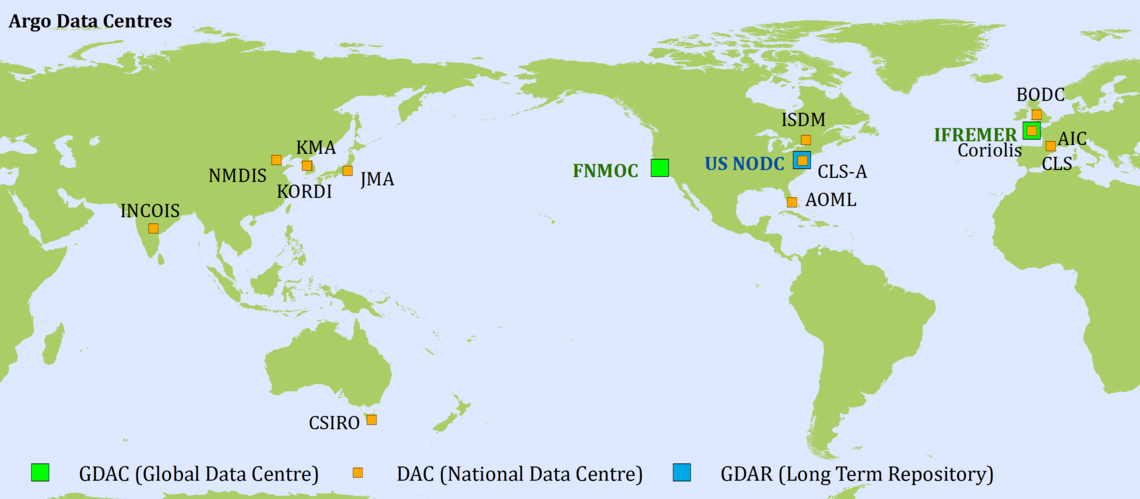 Argo Data Centres
BODC
ISDM
IFREMER
AIC
Coriolis
KMA
FNMOC
US NODC
CLS
CLS-A
NMDIS
JMA
KORDI
AOML
INCOIS
CSIRO
GDAC (Global Data Centre)
DAC (National Data Centre)
GDAR (Long Term Repository)